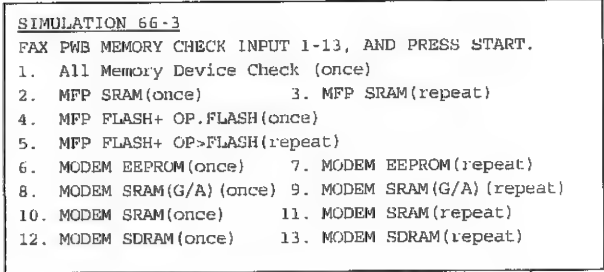 SIMULATION 66-3
FAX PWB MEMORY CHECK INPUT 1-13, AND PRESS START.
1. All Memory Device Check (once)
2. MFP SRAM(once) 3. MFP SRAM(repeat)
4. MFP FLASH+ OP.FLASH(once)
5. MFP FLASH+ OP>FLASH(repeat)
6. MODEM EEPROM(once) 7. MODEM EEPROM(repeat)
8. MODEM SRAM(G/A)(once) 9. MODEM SRAM(G/A)(repeat)
10. MODEM SRAM(once) 11. MODEM SRAM(repeat)
12. MODEM SDRAM(once) 13. MODEM SDRAM(repeat)